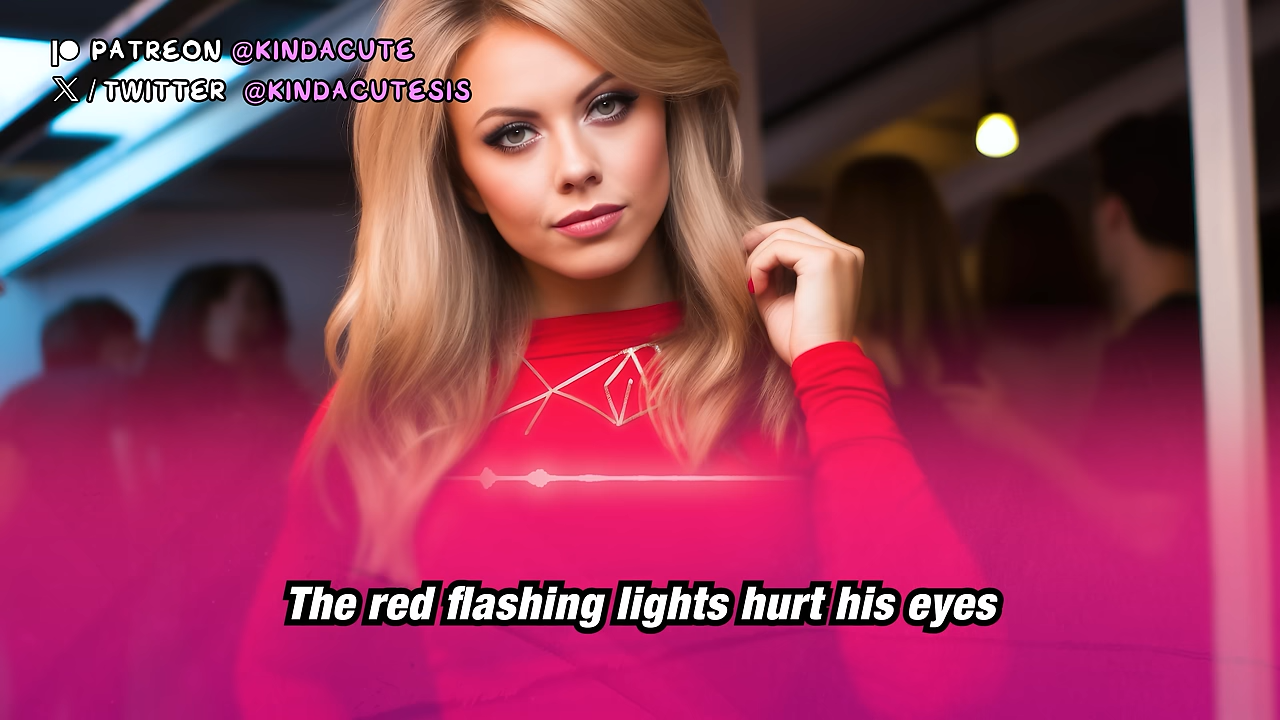 PATREON @KINDACUTE
X / TWITTER @KINDACUTESIS
The red flashing lights hurt his eyes